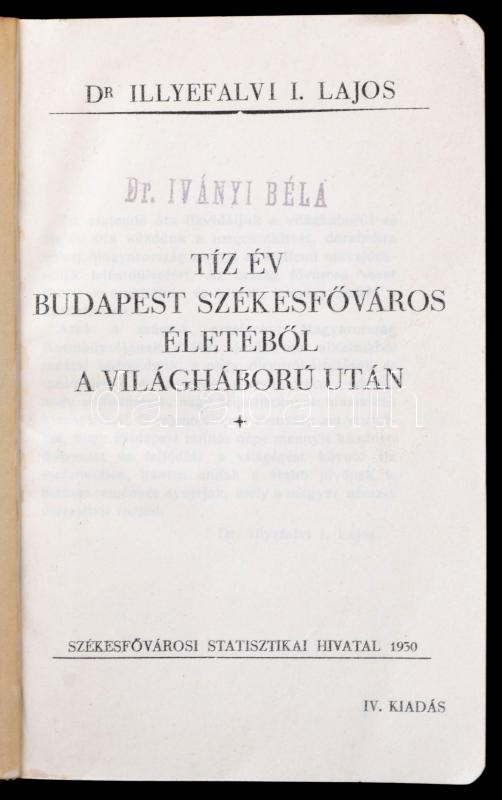 Dr ILLYEFALVI I. LAJOS
Dr. IVÁNYI BÉLA
TÍZ ÉV
BUDAPEST SZÉKESFŐVÁROS
ÉLETÉBŐL
A VILÁGHÁBORÚ UTÁN
darabanth
SZÉKESFŐVÁROSI STATISZTIKAI HIVATAL 1930
IV. KIADÁS